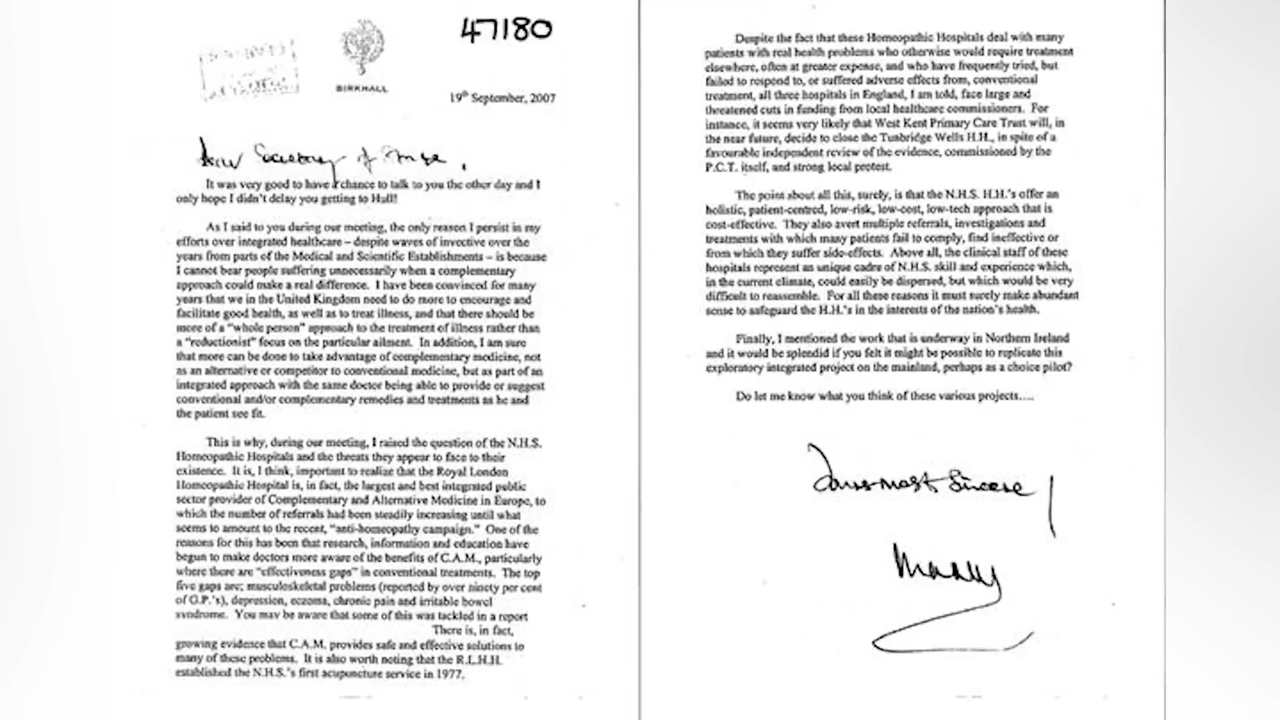 47180
BIRKHALL
19th September, 2007
Dear Secretary of State,
It was very good to have a chance to talk to you the other day and I
only hope I didn't delay you getting to Hull!
As I said to you during our meeting, the only reason I persist in my
efforts over integrated healthcare – despite waves of invective over the
years from parts of the Medical and Scientific Establishments – is because
I cannot bear people suffering unnecessarily when a complementary
approach could make a real difference. I have been convinced for many
years that we in the United Kingdom need to do more to encourage and
facilitate good health, as well as to treat illness, and that there should be
more of a "whole person" approach to the treatment of illness rather than
a "reductionist" focus on the particular ailment. In addition, I am sure
that more can be done to take advantage of complementary medicine, not
as an alternative or competitor to conventional medicine, but as part of an
integrated approach with the same doctor being able to provide or suggest
conventional and/or complementary remedies and treatments as he and
the patient see fit.
This is why, during our meeting, I raised the question of the N.H.S.
Homeopathic Hospitals and the threats they appear to face to their
existence. It is, I think, important to realize that the Royal London
Homoeopathic Hospital is, in fact, the largest and best integrated public
sector provider of Complementary and Alternative Medicine in Europe, to
which the number of referrals had been steadily increasing until what
seems to amount to the recent, "anti-homeopathy campaign." One of the
reasons for this has been that research, information and education have
begun to make doctors more aware of the benefits of C.A.M., particularly
where there are "effectiveness gaps" in conventional treatments. The top
five gaps are; musculoskeletal problems (reported by over ninety per cent
of G.P.'s), depression, eczema, chronic pain and irritable bowel
syndrome. You may be aware that some of this was tackled in a report
There is, in fact,
growing evidence that C.A.M. provides safe and effective solutions to
many of these problems. It is also worth noting that the R.L.H.H.
established the N.H.S.'s first acupuncture service in 1977.
Despite the fact that these Homeopathic Hospitals deal with many
patients with real health problems who otherwise would require treatment
elsewhere, often at greater expense, and who have frequently tried, but
failed to respond to, or suffered adverse effects from, conventional
treatment, all three hospitals in England, I am told, face large and
threatened cuts in funding from local healthcare commissioners. For
instance, it seems very likely that West Kent Primary Care Trust will, in
the near future, decide to close the Tunbridge Wells H.H., in spite of a
favourable independent review of the evidence, commissioned by the
P.C.T. itself, and strong local protest.
The point about all this, surely, is that the N.H.S. H.H.'s offer an
holistic, patient-centred, low-risk, low-cost, low-tech approach that is
cost-effective. They also avert multiple referrals, investigations and
treatments with which many patients fail to comply, find ineffective or
from which they suffer side-effects. Above all, the clinical staff of these
hospitals represent an unique cadre of N.H.S. skill and experience which,
in the current climate, could easily be dispersed, but which would be very
difficult to reassemble. For all these reasons it must surely make abundant
sense to safeguard the H.H.'s in the interests of the nation's health.
Finally, I mentioned the work that is underway in Northern Ireland
and it would be splendid if you felt it might be possible to replicate this
exploratory integrated project on the mainland, perhaps as a choice pilot?
Do let me know what you think of these various projects....
Yours most sincerely